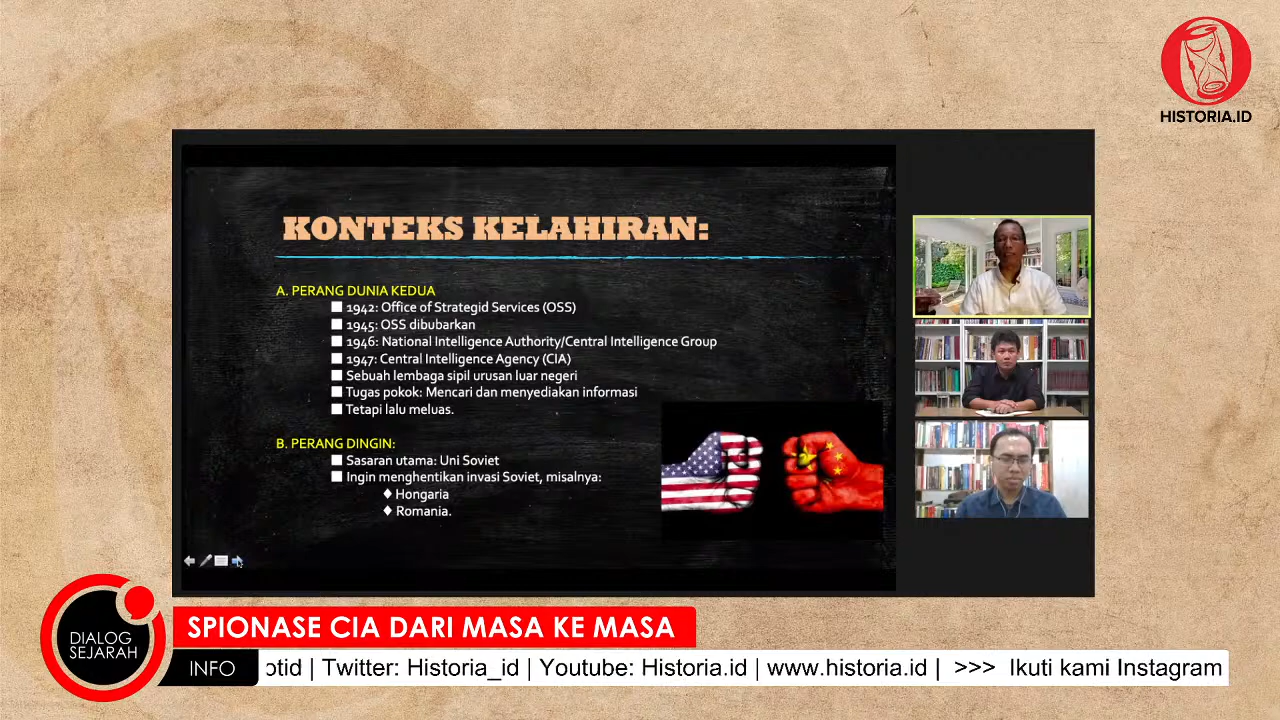 HISTORIA.ID
KONTEKS KELAHIRAN:
A. PERANG DUNIA KEDUA
1942: Office of Strategid Services (OSS)
1945: OSS dibubarkan
1946: National Intelligence Authority/Central Intelligence Group
1947: Central Intelligence Agency (CIA)
Sebuah lembaga sipil urusan luar negeri
Tugas pokok: Mencari dan menyediakan informasi
Tetapi lalu meluas.
B. PERANG DINGIN:
Sasaran utama: Uni Soviet
Ingin menghentikan invasi Soviet, misalnya:
Hongaria
Romania.
DIALOG
SEJARAH
SPIONASE CIA DARI MASA KE MASA
INFO
otid | Twitter: Historia_id | Youtube: Historia.id | www.historia.id | >>> Ikuti kami Instagram